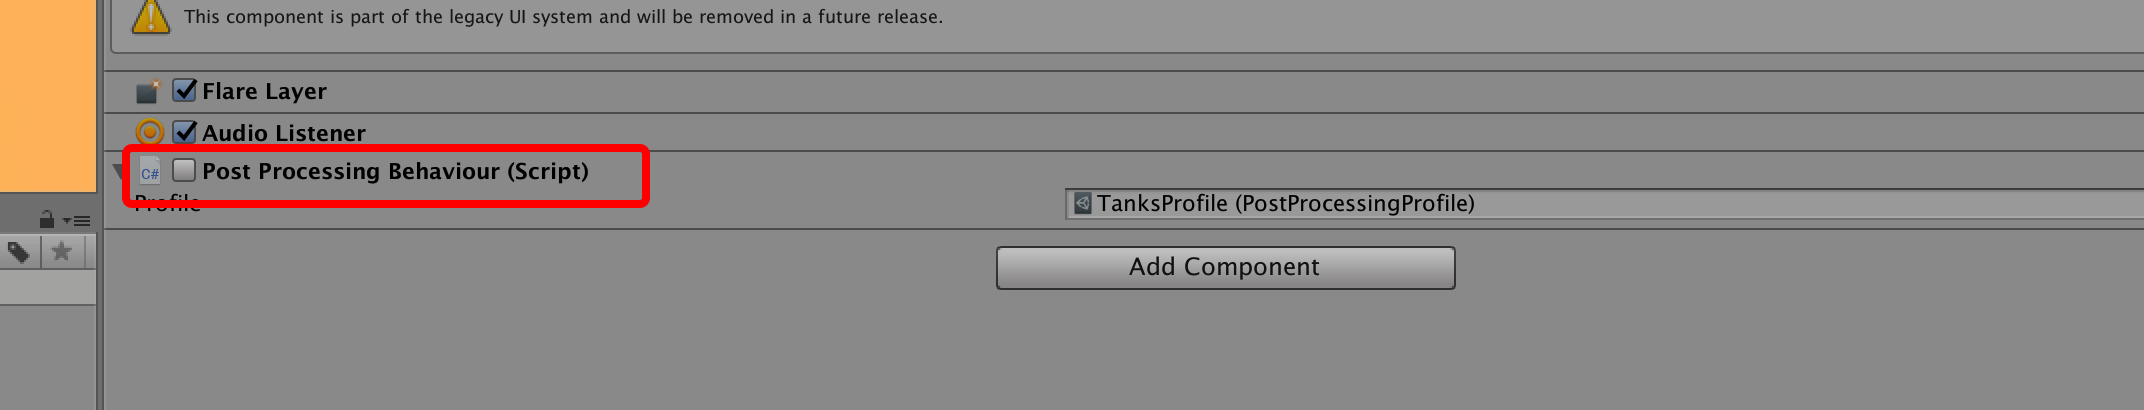 This component is part of the legacy UI system and will be removed in a future release.
Flare Layer
Audio Listener
C# Post Processing Behaviour (Script)
Profile TanksProfile (PostProcessingProfile)
Add Component